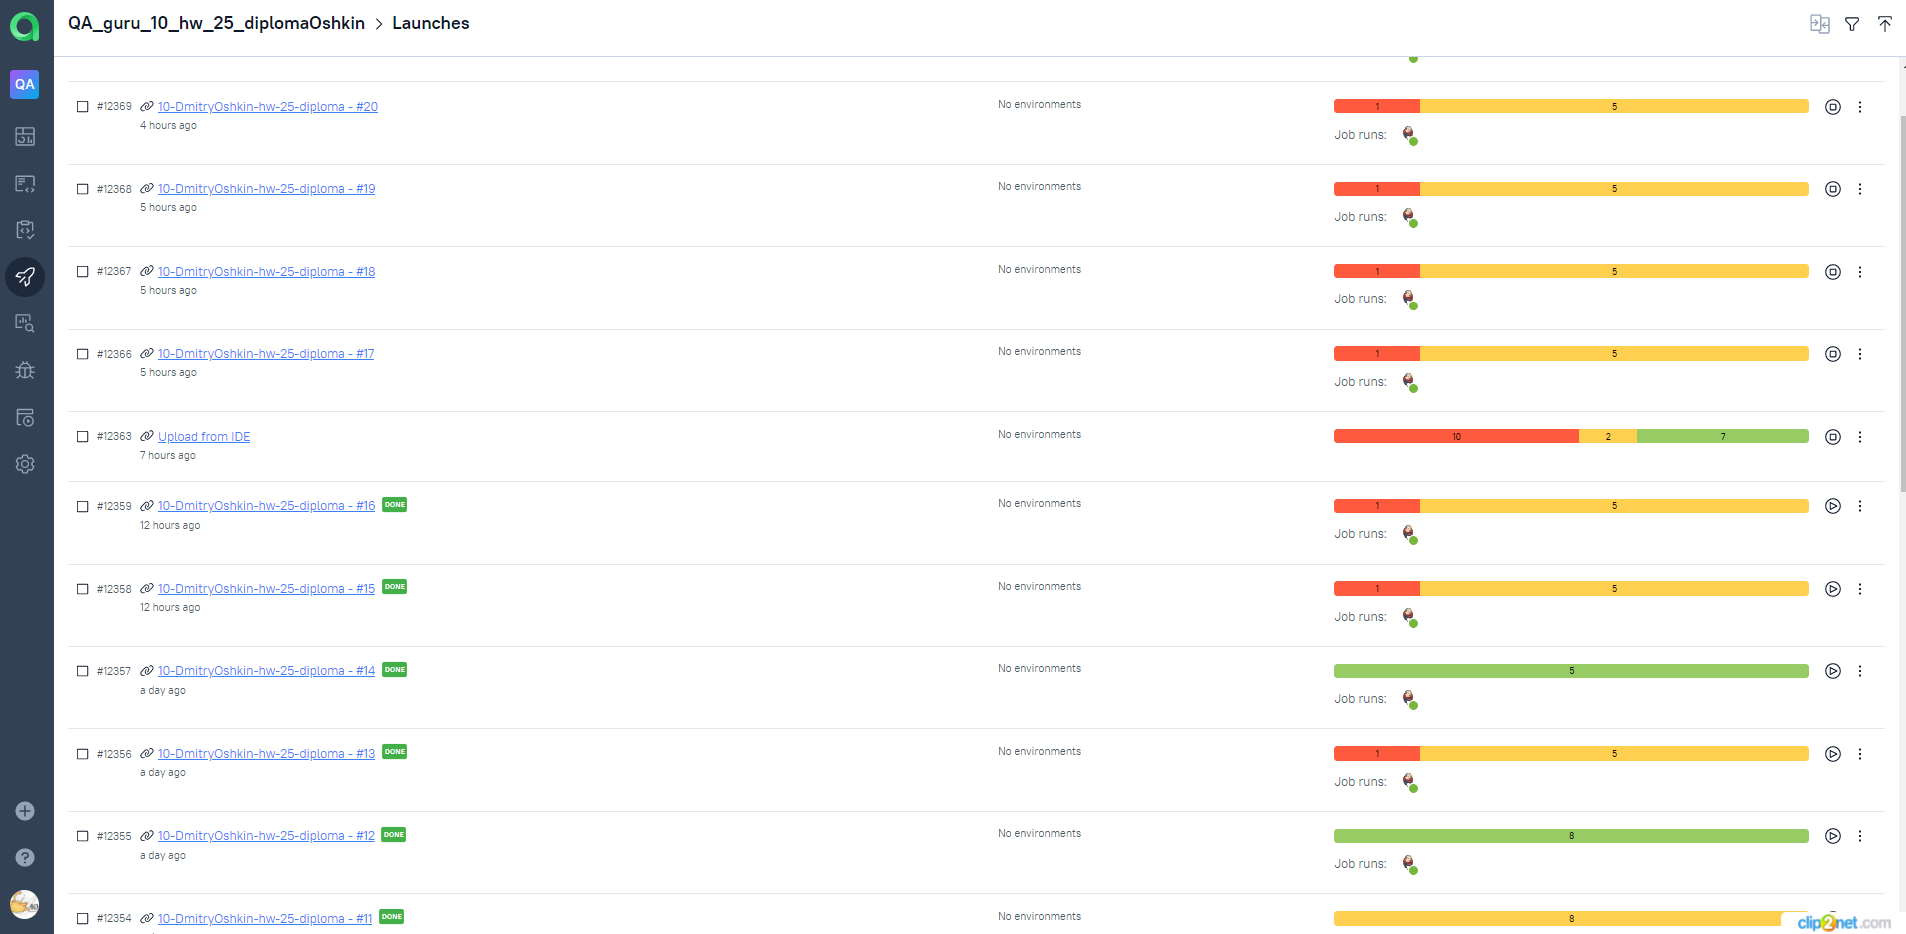 QA_guru_10_hw_25_diplomaOshkin > Launches
QA
#12369 10-DmitryOshkin-hw-25-diploma - #20 No environments 1 5
4 hours ago Job runs:
#12368 10-DmitryOshkin-hw-25-diploma - #19 No environments 1 5
5 hours ago Job runs:
#12367 10-DmitryOshkin-hw-25-diploma - #18 No environments 1 5
5 hours ago Job runs:
#12366 10-DmitryOshkin-hw-25-diploma - #17 No environments 1 5
5 hours ago Job runs:
#12363 Upload from IDE No environments 10 2 7
7 hours ago
#12359 10-DmitryOshkin-hw-25-diploma - #16 DONE No environments 1 5
12 hours ago Job runs:
#12358 10-DmitryOshkin-hw-25-diploma - #15 DONE No environments 1 5
12 hours ago Job runs:
#12357 10-DmitryOshkin-hw-25-diploma - #14 DONE No environments 5
a day ago Job runs:
#12356 10-DmitryOshkin-hw-25-diploma - #13 DONE No environments 1 5
a day ago Job runs:
#12355 10-DmitryOshkin-hw-25-diploma - #12 DONE No environments 8
a day ago Job runs:
#12354 10-DmitryOshkin-hw-25-diploma - #11 DONE No environments 8
clip2net.com